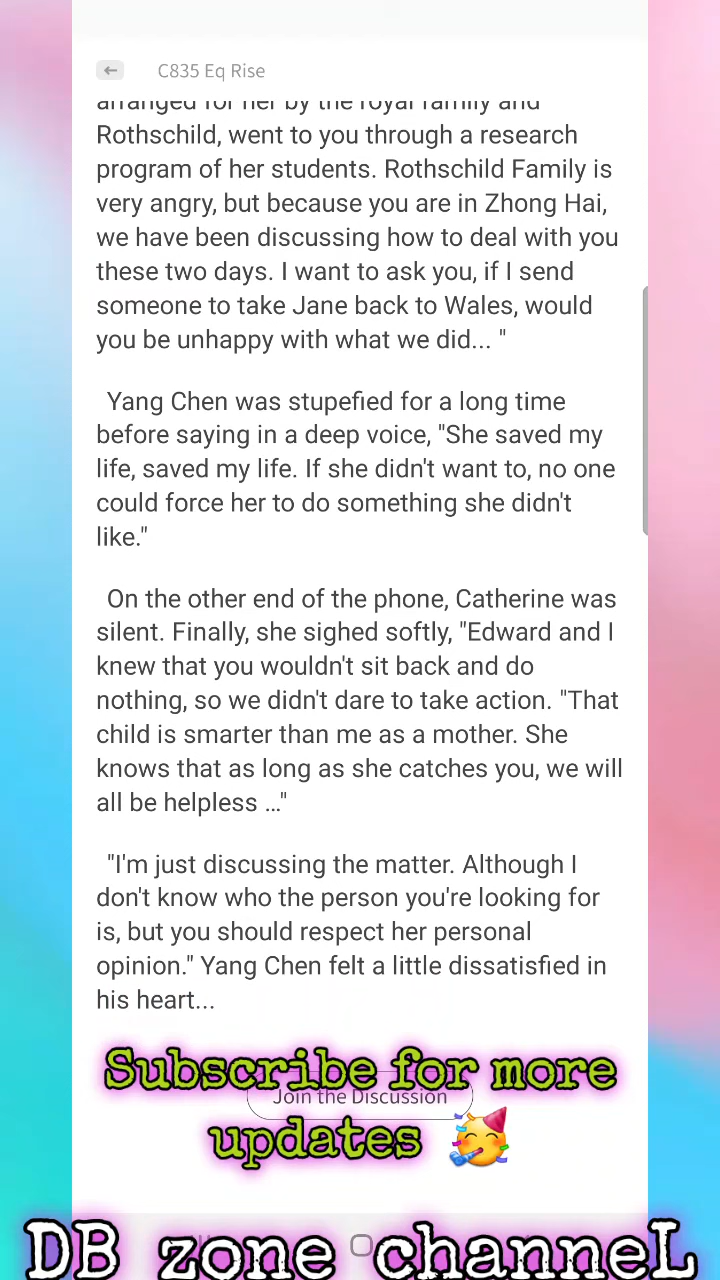 C835 Eq Rise
arranged for her by the royal family and
Rothschild, went to you through a research
program of her students. Rothschild Family is
very angry, but because you are in Zhong Hai,
we have been discussing how to deal with you
these two days. I want to ask you, if I send
someone to take Jane back to Wales, would
you be unhappy with what we did... "
Yang Chen was stupefied for a long time
before saying in a deep voice, "She saved my
life, saved my life. If she didn't want to, no one
could force her to do something she didn't
like."
On the other end of the phone, Catherine was
silent. Finally, she sighed softly, "Edward and I
knew that you wouldn't sit back and do
nothing, so we didn't dare to take action. "That
child is smarter than me as a mother. She
knows that as long as she catches you, we will
all be helpless ..."
"I'm just discussing the matter. Although I
don't know who the person you're looking for
is, but you should respect her personal
opinion." Yang Chen felt a little dissatisfied in
his heart...
Subscribe for more
Join the Discussion
updates 🥳
DB zone channeL